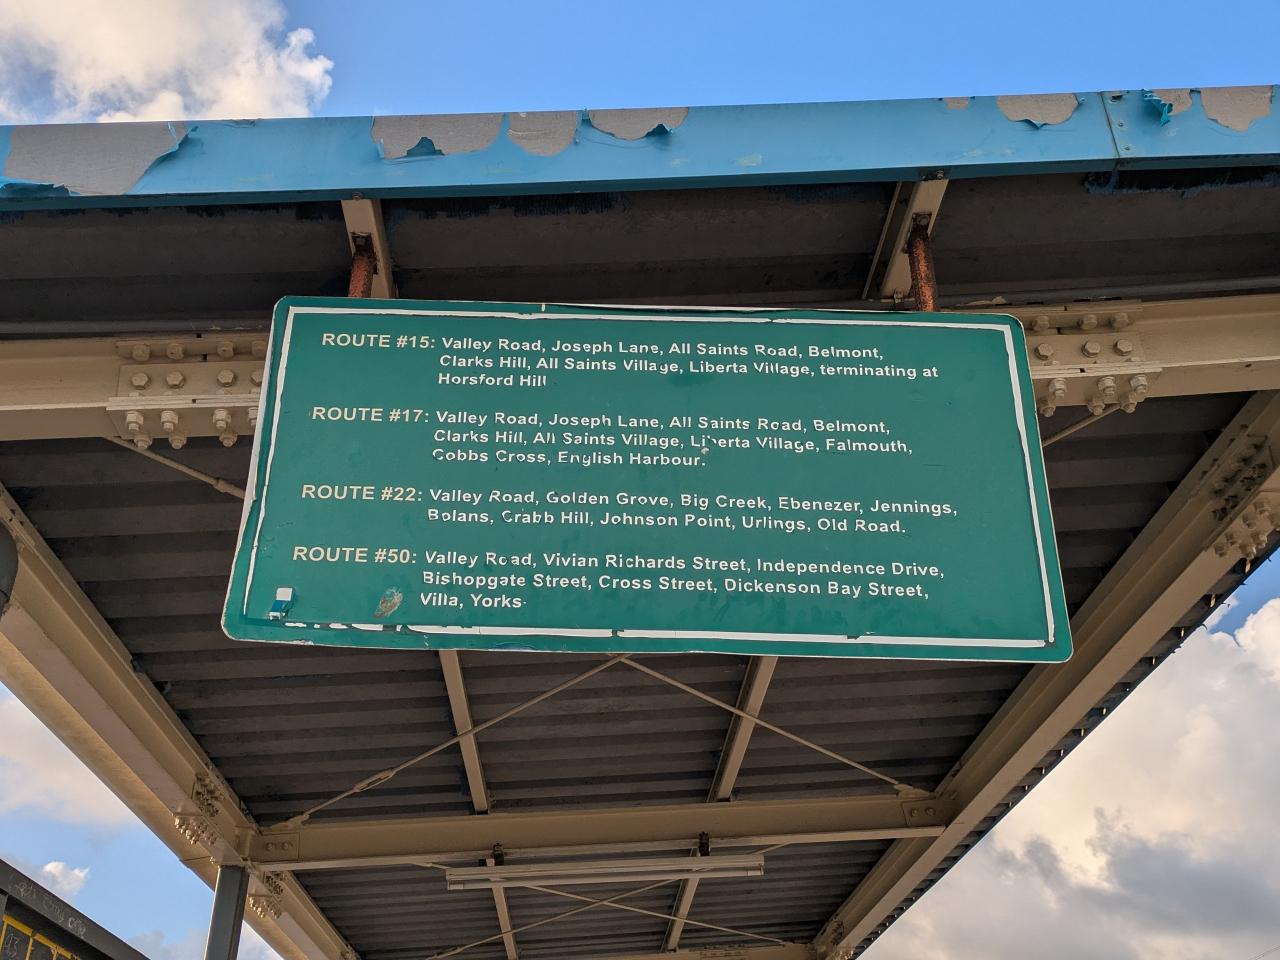 ROUTE #15: Valley Road, Joseph Lane, All Saints Road, Belmont,
Clarks Hill, All Saints Village, Liberta Village, terminating at
Horsford Hill
ROUTE #17: Valley Road, Joseph Lane, All Saints Road, Belmont,
Clarks Hill, All Saints Village, Liberta Village, Falmouth,
Cobbs Cross, English Harbour.
ROUTE #22: Valley Road, Golden Grove, Big Creek, Ebenezer, Jennings,
Bolans, Crabb Hill, Johnson Point, Urlings, Old Road.
ROUTE #50: Valley Road, Vivian Richards Street, Independence Drive,
Bishopgate Street, Cross Street, Dickenson Bay Street,
Villa, Yorks.